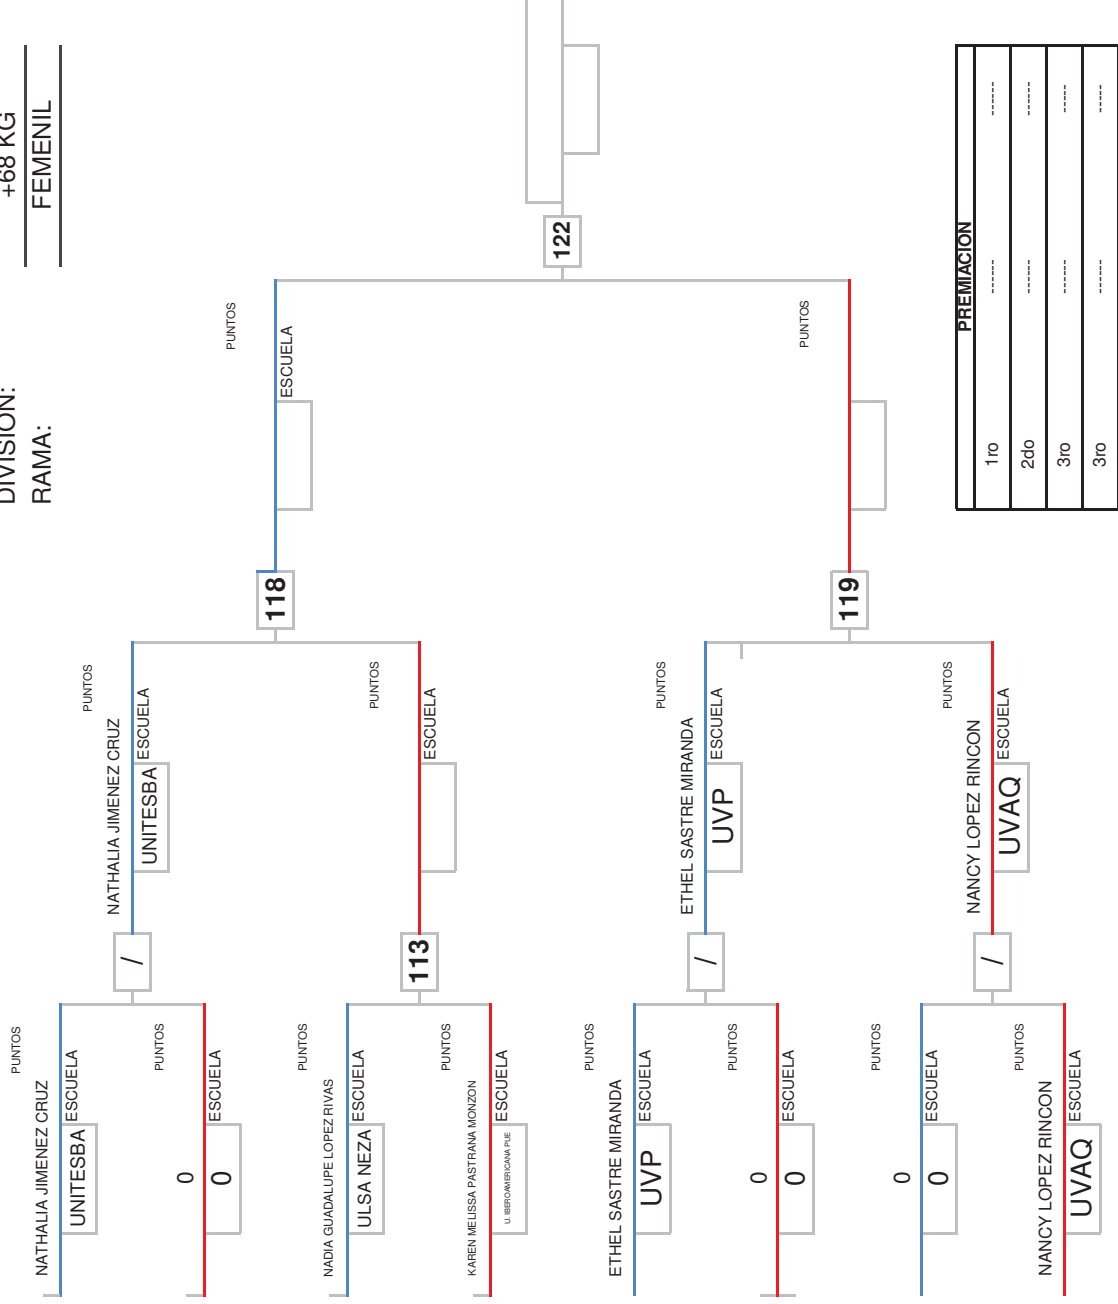 DIVISION: +68 KG
RAMA: FEMENIL
PUNTOS
NATHALIA JIMENEZ CRUZ
UNITESBA ESCUELA
PUNTOS
0
0 ESCUELA
PUNTOS
NADIA GUADALUPE LOPEZ RIVAS
ULSA NEZA ESCUELA
PUNTOS
KAREN MELISSA PASTRANA MONZON
U. IBEROAMERICANA PUE ESCUELA
PUNTOS
ETHEL SASTRE MIRANDA
UVP ESCUELA
PUNTOS
0
0 ESCUELA
PUNTOS
0
0 ESCUELA
PUNTOS
NANCY LOPEZ RINCON
UVAQ ESCUELA
/
113
/
/
PUNTOS
NATHALIA JIMENEZ CRUZ
UNITESBA ESCUELA
PUNTOS
ESCUELA
PUNTOS
ETHEL SASTRE MIRANDA
UVP ESCUELA
PUNTOS
NANCY LOPEZ RINCON
UVAQ ESCUELA
118
119
PUNTOS
ESCUELA
PUNTOS
122
PREMIACION
1ro ------ ------
2do ------ ------
3ro ------ ------
3ro ------ ------